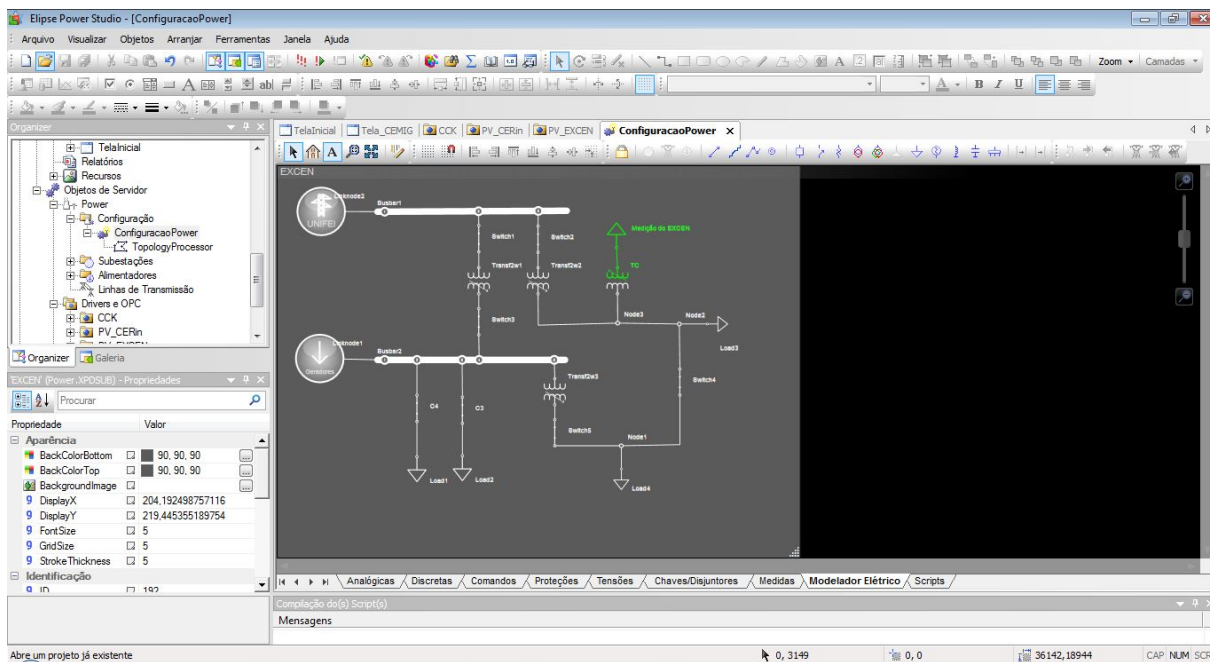 Elipse Power Studio - [ConfiguracaoPower]
Arquivo Visualizar Objetos Arranjar Ferramentas Janela Ajuda
Zoom
Camadas
A B I U
Organizer
TelaInicial
Relatórios
Recursos
Objetos de Servidor
Power
Configuração
ConfiguracaoPower
TopologyProcessor
Subestações
Alimentadores
Linhas de Transmissão
Drivers e OPC
CCK
PV_CERin
PV_EXCEN
Organizer Galeria
'EXCEN' (Power.XPDSUB) - Propriedades
Procurar
Propriedade Valor
Aparência
BackColorBottom 90, 90, 90
BackColorTop 90, 90, 90
BackgroundImage
DisplayX 204,192498757116
DisplayY 219,445355189754
FontSize 5
GridSize 5
StrokeThickness 5
Identificação
ID 192
TelaInicial Tela_CEMIG CCK PV_CERin PV_EXCEN ConfiguracaoPower
EXCEN
UNIFEI
Linknode2
Busbar1
Switch1
Switch2
Medição do EXCEN
Transf2w1
Transf2w2
TC
Switch3
Node3
Node2
Load3
Linknode1
Busbar2
Geradores
Transf2w3
Switch4
C4
C3
Switch5
Node1
Load1
Load2
Load4
Analógicas Discretas Comandos Proteções Tensões Chaves/Disjuntores Medidas Modelador Elétrico Scripts
Compilação do(s) Script(s)
Mensagens
Abre um projeto já existente
0, 3149
0, 0
36142,18944
CAP NUM SCR